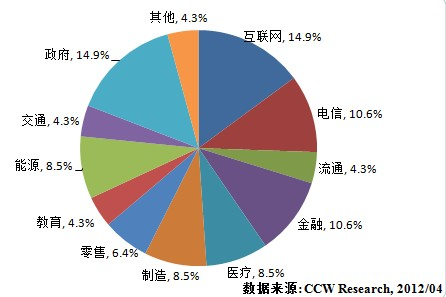 其他, 4.3%
互联网, 14.9%
政府, 14.9%
电信, 10.6%
交通, 4.3%
流通, 4.3%
能源, 8.5%
金融, 10.6%
教育, 4.3%
零售, 6.4%
制造, 8.5%
医疗, 8.5%
数据来源: CCW Research, 2012/04